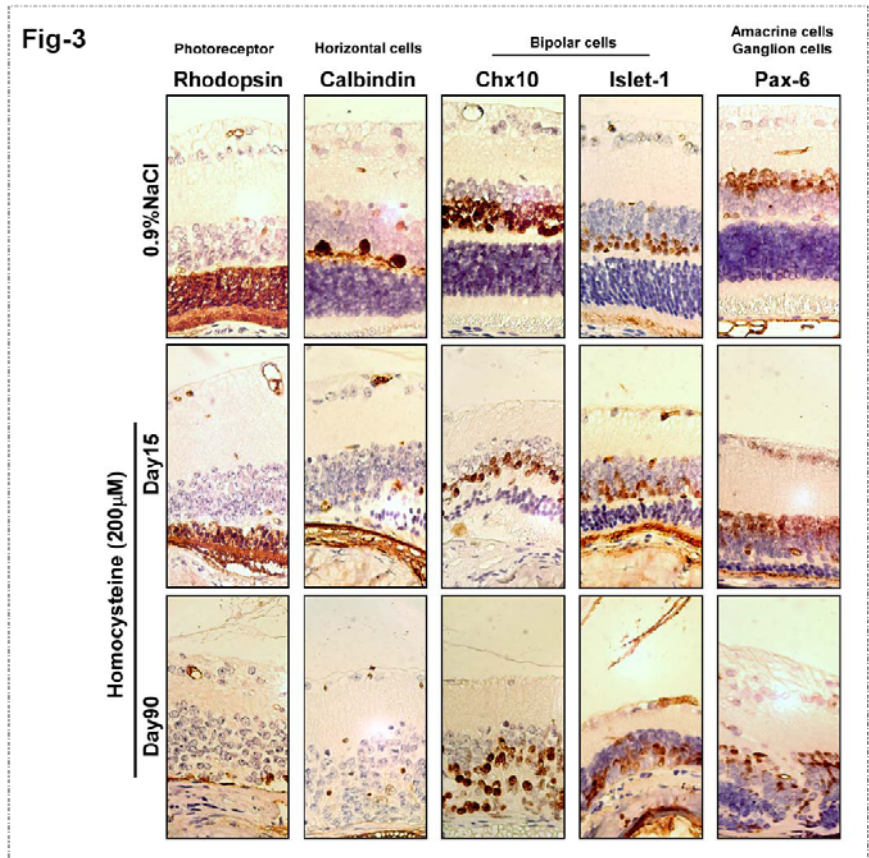 Fig-3
Photoreceptor
Horizontal cells
Bipolar cells
Amacrine cells
Ganglion cells
Rhodopsin
Calbindin
Chx10
Islet-1
Pax-6
0.9%NaCl
Homocysteine (200μM)
Day15
Day90